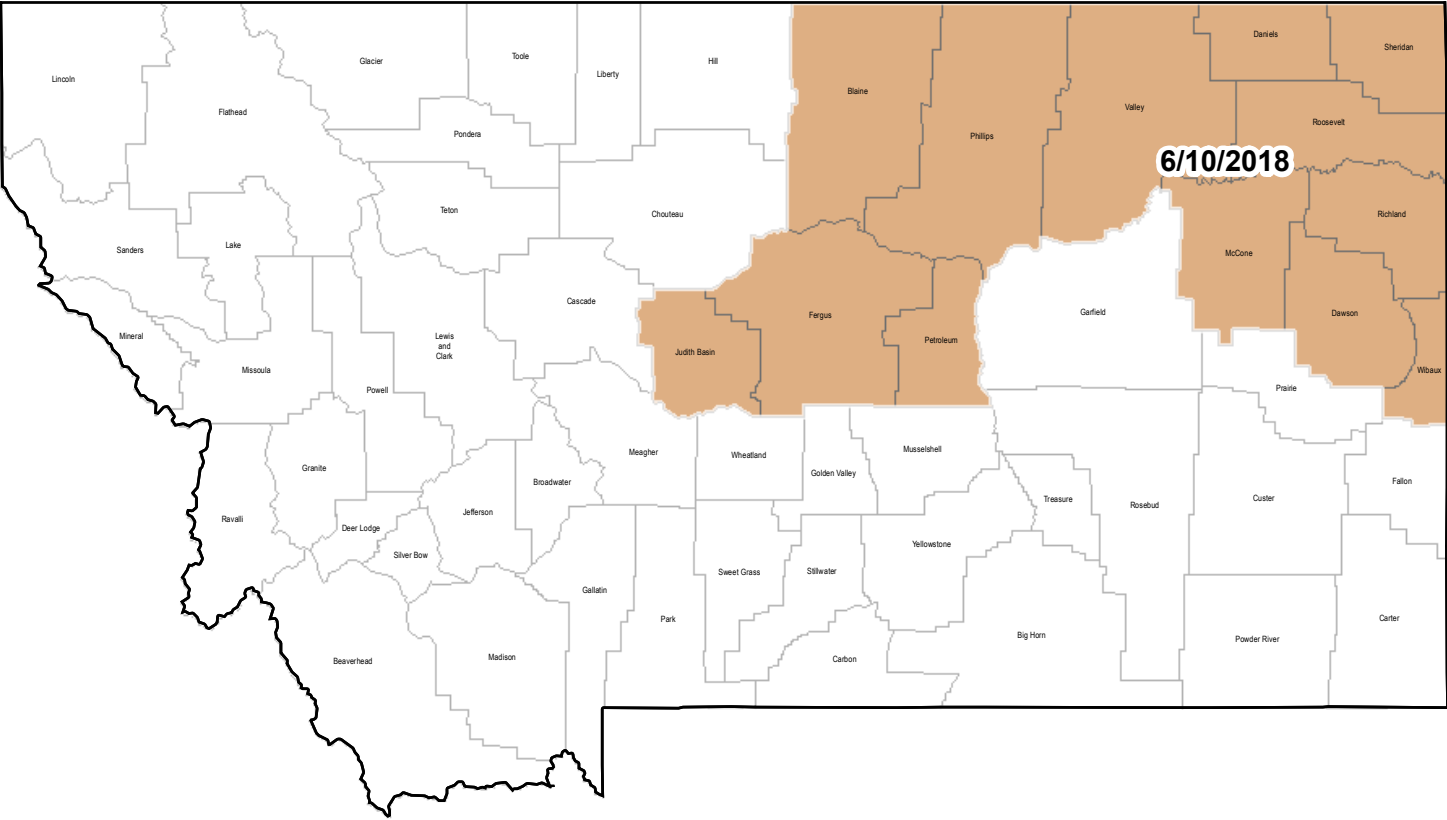 Daniels
Sheridan
Toole
Glacier
Hill
Liberty
Lincoln
Blaine
Valley
Flathead
Roosevelt
Pondera
Phillips
6/10/2018
Teton
Chouteau
Richland
Lake
Sanders
McCone
Cascade
Garfield
Dawson
Fergus
Mineral
Lewis
and
Clark
Petroleum
Judith Basin
Missoula
Wibaux
Powell
Prairie
Meagher
Wheatland
Musselshell
Granite
Golden Valley
Broadwater
Fallon
Treasure
Custer
Rosebud
Jefferson
Ravalli
Deer Lodge
Yellowstone
Silver Bow
Sweet Grass
Stillwater
Gallatin
Park
Carter
Big Horn
Powder River
Madison
Carbon
Beaverhead